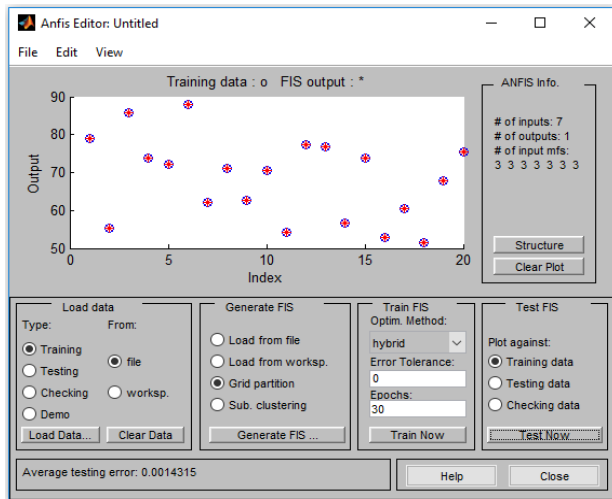 Anfis Editor: Untitled
File Edit View
Training data : o FIS output : *
90
80
70
60
50
Output
0 5 10 15 20
Index
ANFIS Info.
# of inputs: 7
# of outputs: 1
# of input mfs:
3 3 3 3 3 3 3
Structure
Clear Plot
Load data
Type: From:
Training
Testing
Checking
Demo
file
worksp.
Load Data... Clear Data
Generate FIS
Load from file
Load from worksp.
Grid partition
Sub. clustering
Generate FIS ...
Train FIS
Optim. Method:
hybrid
Error Tolerance:
0
Epochs:
30
Train Now
Test FIS
Plot against:
Training data
Testing data
Checking data
Test Now
Average testing error: 0.0014315
Help Close